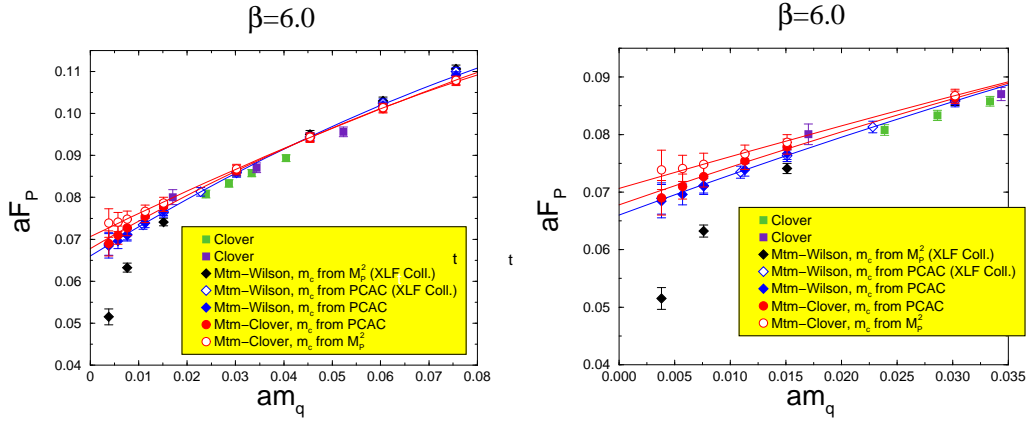 β=6.0
aF_P
0.11
0.10
0.09
0.08
0.07
0.06
0.05
0.04
0
0.01
0.02
0.03
0.04
0.05
0.06
0.07
0.08
am_q
Clover
Clover
Mtm−Wilson, m_c from M_P^2 (XLF Coll.)
Mtm−Wilson, m_c from PCAC (XLF Coll.)
Mtm−Wilson, m_c from PCAC
Mtm−Clover, m_c from PCAC
Mtm−Clover, m_c from M_P^2
t
t
β=6.0
aF_P
0.09
0.08
0.07
0.06
0.05
0.04
0.000
0.005
0.010
0.015
0.020
0.025
0.030
0.035
am_q
Clover
Clover
Mtm−Wilson, m_c from M_P^2 (XLF Coll.)
Mtm−Wilson, m_c from PCAC (XLF Coll.)
Mtm−Wilson, m_c from PCAC
Mtm−Clover, m_c from PCAC
Mtm−Clover, m_c from M_P